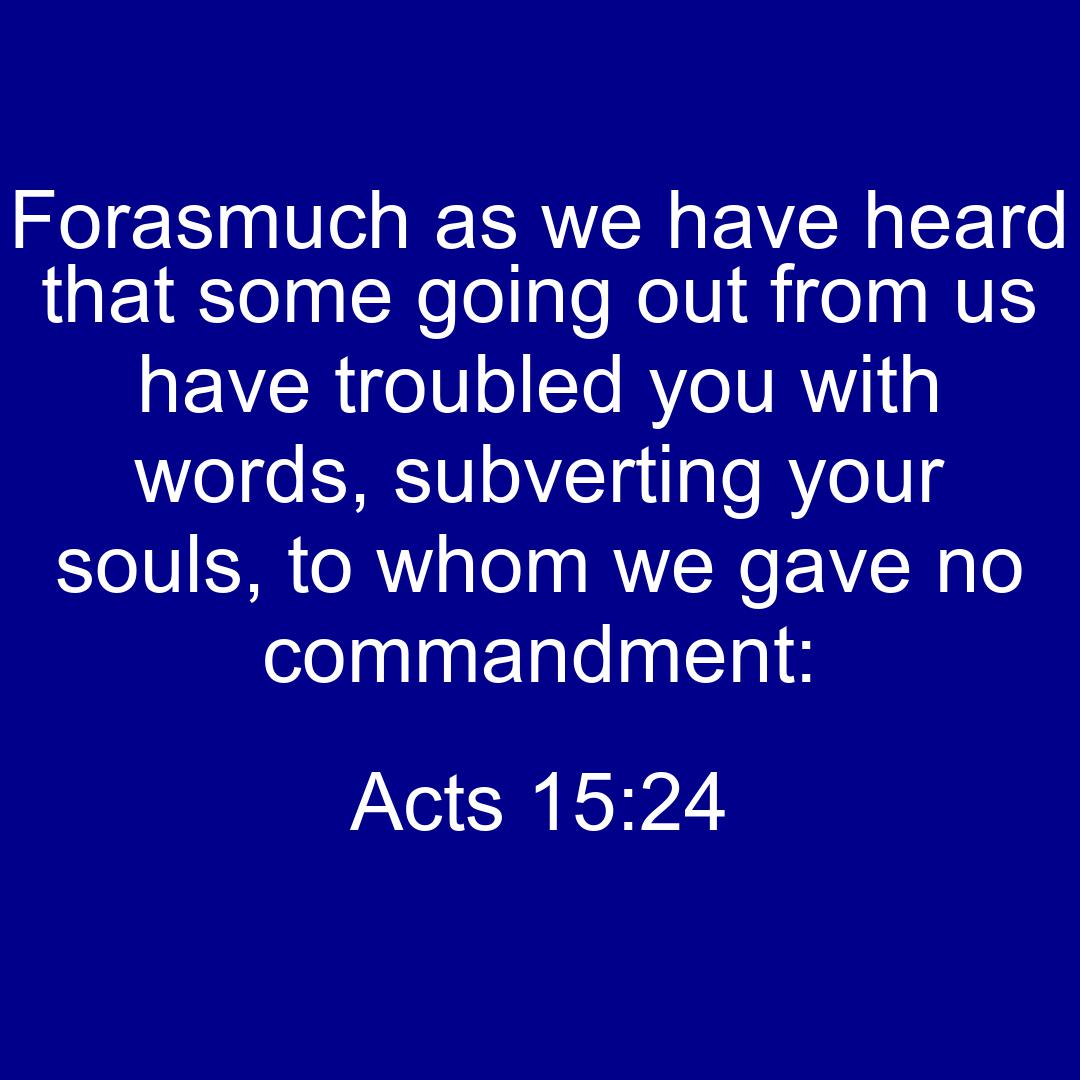 Forasmuch as we have heard
that some going out from us
have troubled you with
words, subverting your
souls, to whom we gave no
commandment:
Acts 15:24